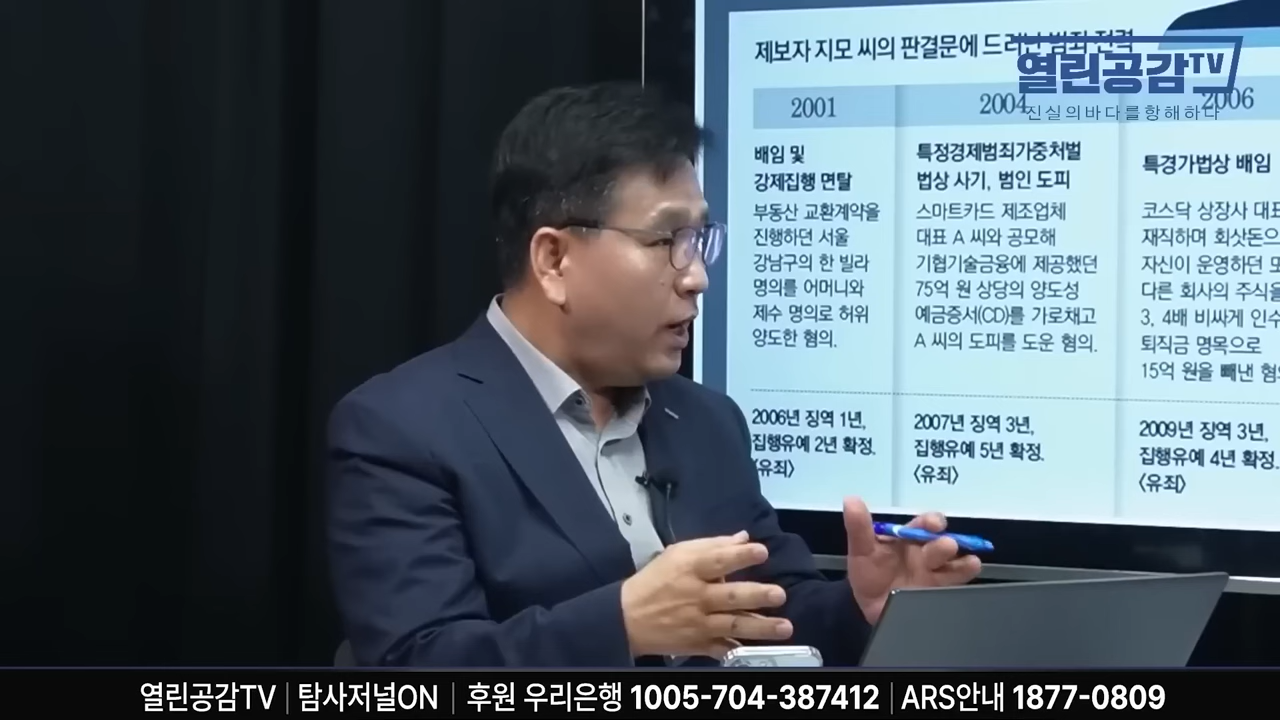 제보자 지모 씨의 판결문에 드러난 범죄 전력
열린공감TV
진실의바다를항해하다
2001
배임 및
강제집행 면탈
부동산 교환계약을
진행하던 서울
강남구의 한 빌라
명의를 어머니와
제수 명의로 허위
양도한 혐의.
2006년 징역 1년,
집행유예 2년 확정.
〈유죄〉
2004
특정경제범죄가중처벌
법상 사기, 범인 도피
스마트카드 제조업체
대표 A 씨와 공모해
기협기술금융에 제공했던
75억 원 상당의 양도성
예금증서(CD)를 가로채고
A 씨의 도피를 도운 혐의.
2007년 징역 3년,
집행유예 5년 확정.
〈유죄〉
2006
특경가법상 배임
코스닥 상장사 대표
재직하며 회삿돈으
자신이 운영하던 또
다른 회사의 주식을
3, 4배 비싸게 인수
퇴직금 명목으로
15억 원을 빼낸 혐의
2009년 징역 3년,
집행유예 4년 확정.
〈유죄〉
열린공감TV | 탐사저널ON | 후원 우리은행 1005-704-387412 | ARS안내 1877-0809